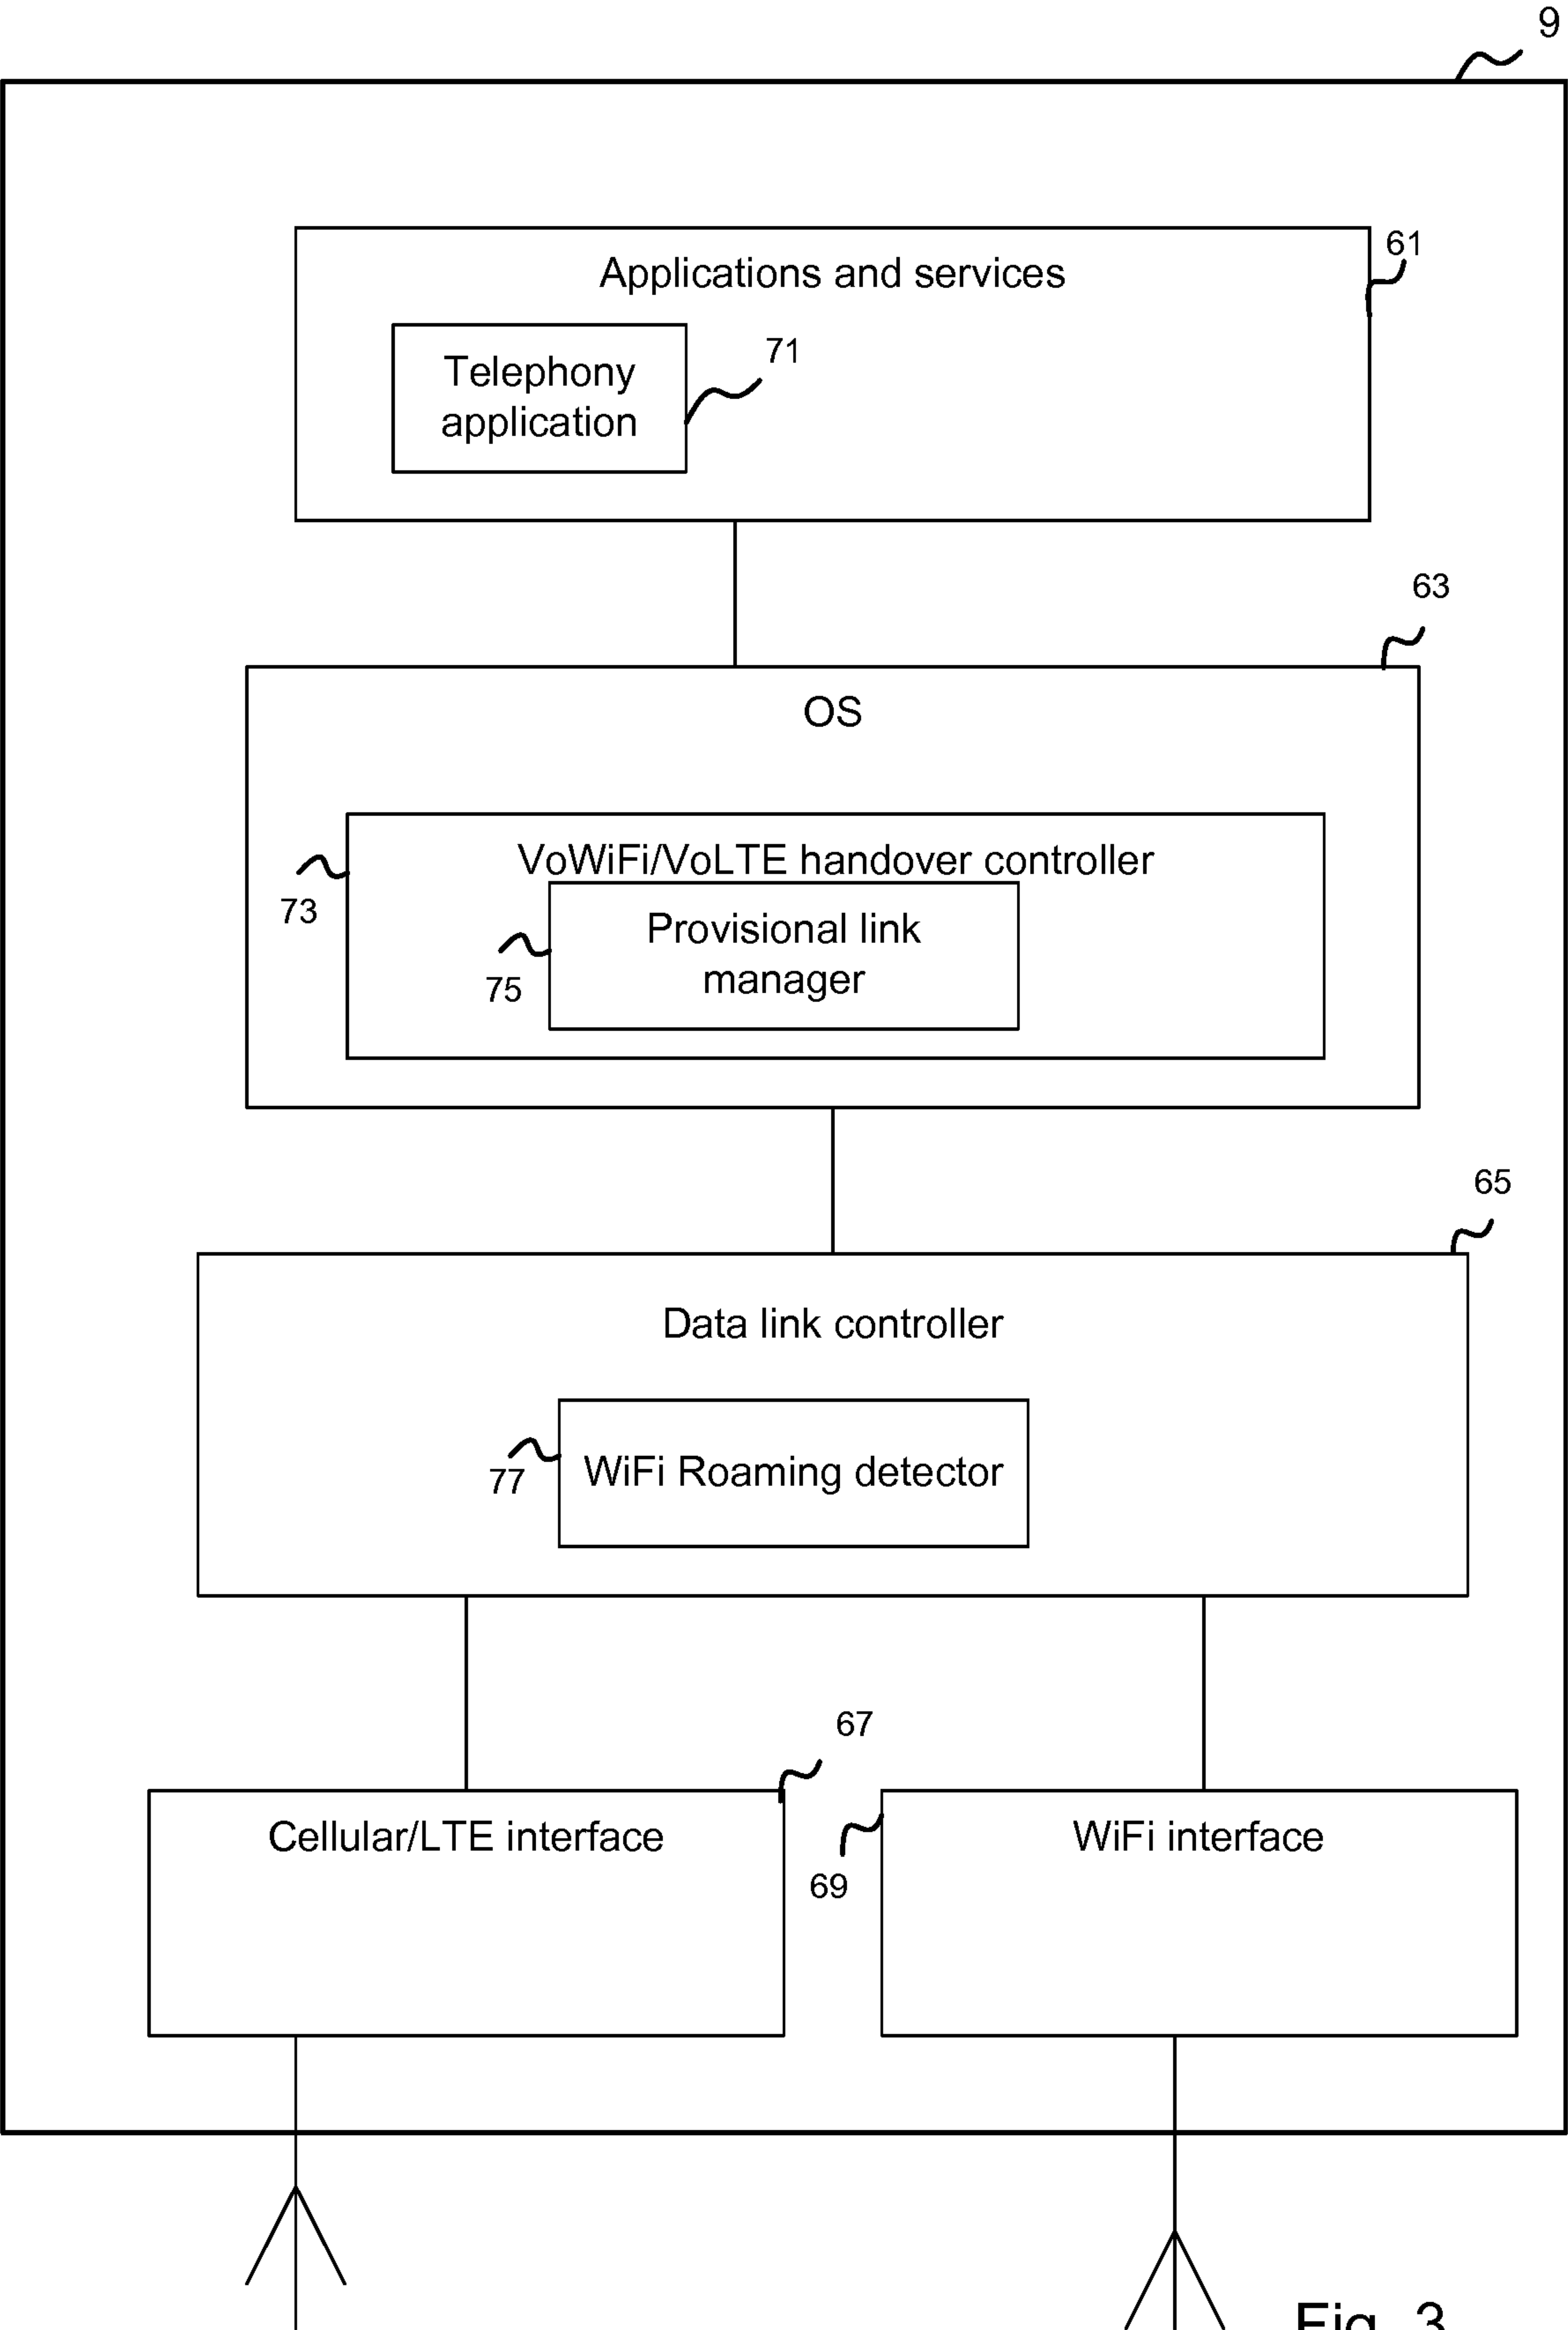 9
Applications and services
61
Telephony
application
71
63
OS
VoWiFi/VoLTE handover controller
73
Provisional link
manager
75
65
Data link controller
WiFi Roaming detector
77
67
Cellular/LTE interface
WiFi interface
69
Fig. 3